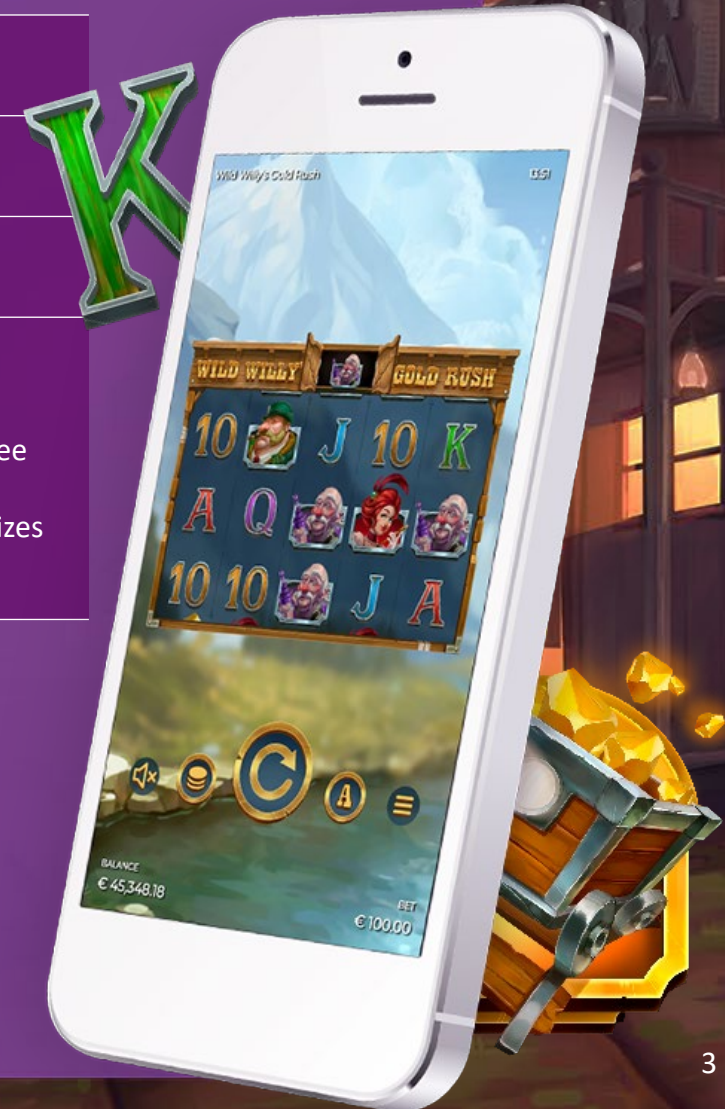 K
Wild Willy's Gold Rush
13:51
WILD WILLY
GOLD RUSH
10 J 10 K
A Q
10 10 J A
ee
izes
A
BALANCE
€ 45,348.18
BET
€ 100.00
3